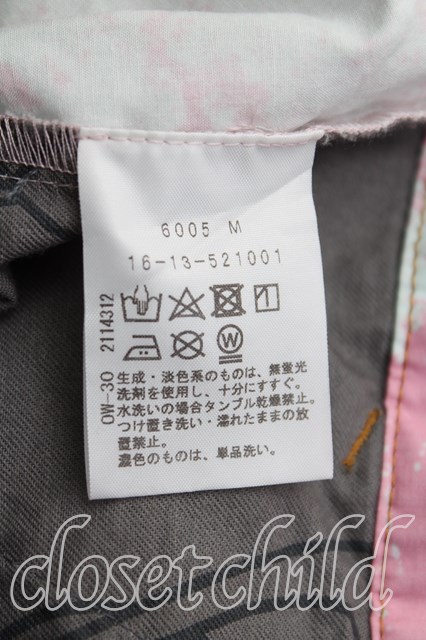 6005 M
16-13-521001
OW-30 2114312
生成・淡色系のものは、無蛍光
洗剤を使用し、十分にすすぐ。
水洗いの場合タンブル乾燥禁止。
つけ置き洗い・濡れたままの放
置禁止。
濃色のものは、単品洗い。
closet child